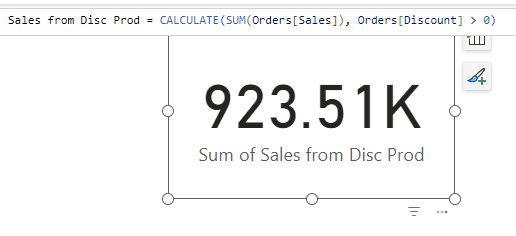 Sales from Disc Prod = CALCULATE(SUM(Orders[Sales]), Orders[Discount] > 0)
923.51K
Sum of Sales from Disc Prod